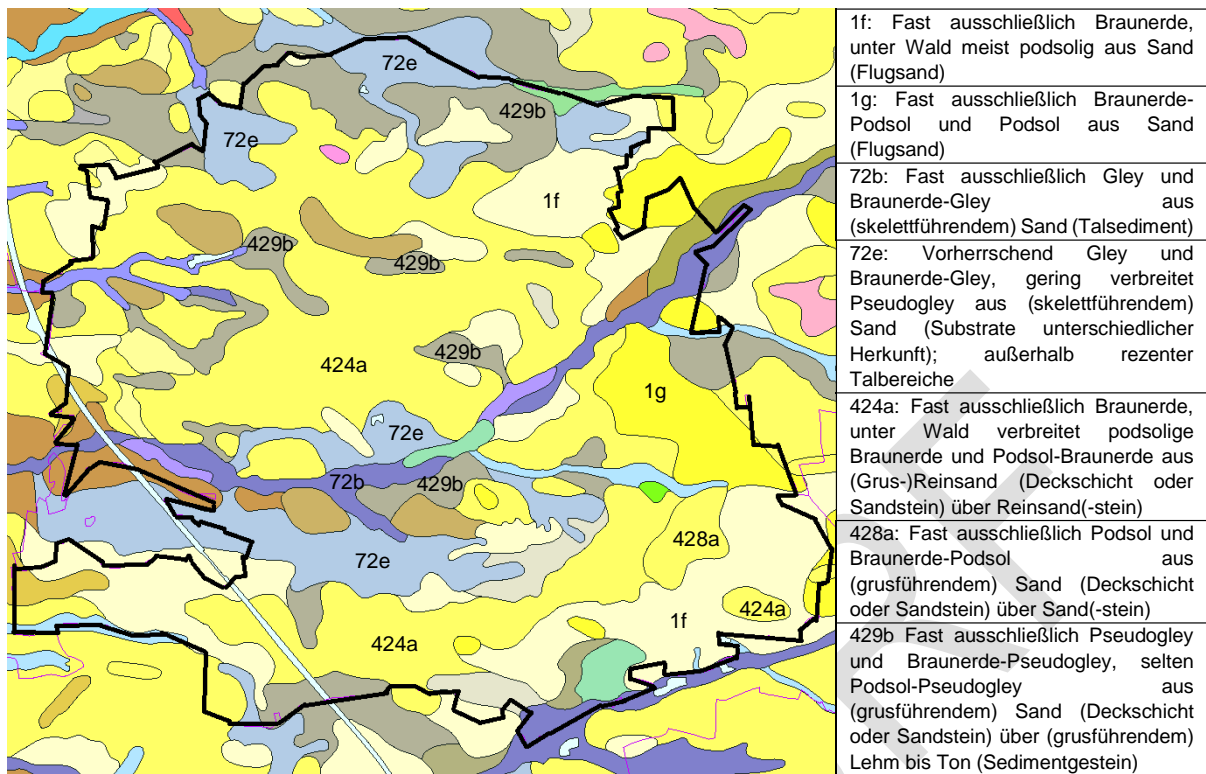 72e
429b
72e
1f
429b
429b
429b
424a
1g
72e
72b
429b
428a
72e
424a
1f
424a
1f: Fast ausschließlich Braunerde,
unter Wald meist podsolig aus Sand
(Flugsand)
1g: Fast ausschließlich Braunerde-
Podsol und Podsol aus Sand
(Flugsand)
72b: Fast ausschließlich Gley und
Braunerde-Gley aus
(skelettführendem) Sand (Talsediment)
72e: Vorherrschend Gley und
Braunerde-Gley, gering verbreitet
Pseudogley aus (skelettführendem)
Sand (Substrate unterschiedlicher
Herkunft); außerhalb rezenter
Talbereiche
424a: Fast ausschließlich Braunerde,
unter Wald verbreitet podsolige
Braunerde und Podsol-Braunerde aus
(Grus-)Reinsand (Deckschicht oder
Sandstein) über Reinsand(-stein)
428a: Fast ausschließlich Podsol und
Braunerde-Podsol aus
(grusführendem) Sand (Deckschicht
oder Sandstein) über Sand(-stein)
429b Fast ausschließlich Pseudogley
und Braunerde-Pseudogley, selten
Podsol-Pseudogley aus
(grusführendem) Sand (Deckschicht
oder Sandstein) über (grusführendem)
Lehm bis Ton (Sedimentgestein)